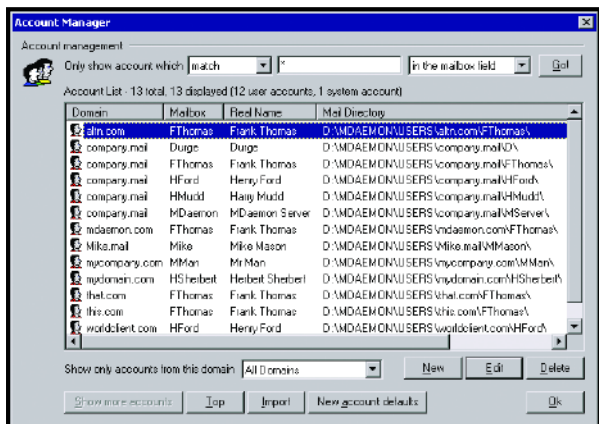 Account Manager
Account management
Only show account which match * in the mailbox field Go!
Account List - 13 total, 13 displayed (12 user accounts, 1 system account)
Domain Mailbox Real Name Mail Directory
altn.com FThomas Frank Thomas D:\MDAEMON\USERS\altn.com\FThomas\
company.mail Durge Durge D:\MDAEMON\USERS\company.mail\D\
company.mail FThomas Frank Thomas D:\MDAEMON\USERS\company.mail\FThomas\
company.mail HFord Henry Ford D:\MDAEMON\USERS\company.mail\HFord\
company.mail HMudd Harry Mudd D:\MDAEMON\USERS\company.mail\HMudd\
company.mail MDaemon MDaemon Server D:\MDAEMON\USERS\company.mail\MServer\
mdaemon.com FThomas Frank Thomas D:\MDAEMON\USERS\mdaemon.com\FThomas\
Mike.mail Mike Mike Mason D:\MDAEMON\USERS\Mike.mail\MMason\
mycompany.com MMan Mr Man D:\MDAEMON\USERS\mycompany.com\MMan\
mydomain.com HSherbert Herbert Sherbert D:\MDAEMON\USERS\mydomain.com\HSherbert\
that.com FThomas Frank Thomas D:\MDAEMON\USERS\that.com\FThomas\
this.com FThomas Frank Thomas D:\MDAEMON\USERS\this.com\FThomas\
worldclient.com HFord Henry Ford D:\MDAEMON\USERS\worldclient.com\HFord\
Show only accounts from this domain All Domains New Edit Delete
Show more accounts Top Import New account defaults Ok